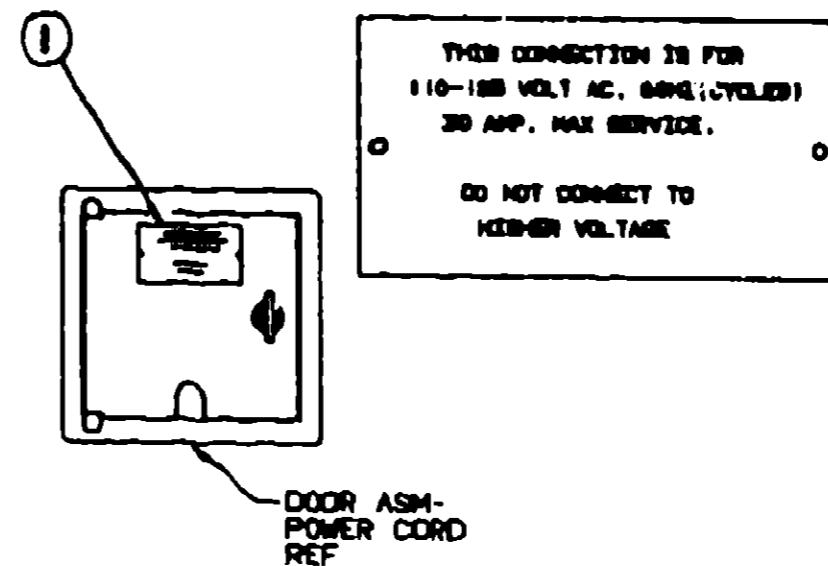 1
THIS CONNECTION IS FOR
VOLT AC,
30 AMP. MAX SERVICE.
DO NOT CONNECT TO
HIGHER VOLTAGE
DOOR ASM-
POWER CORD
REF